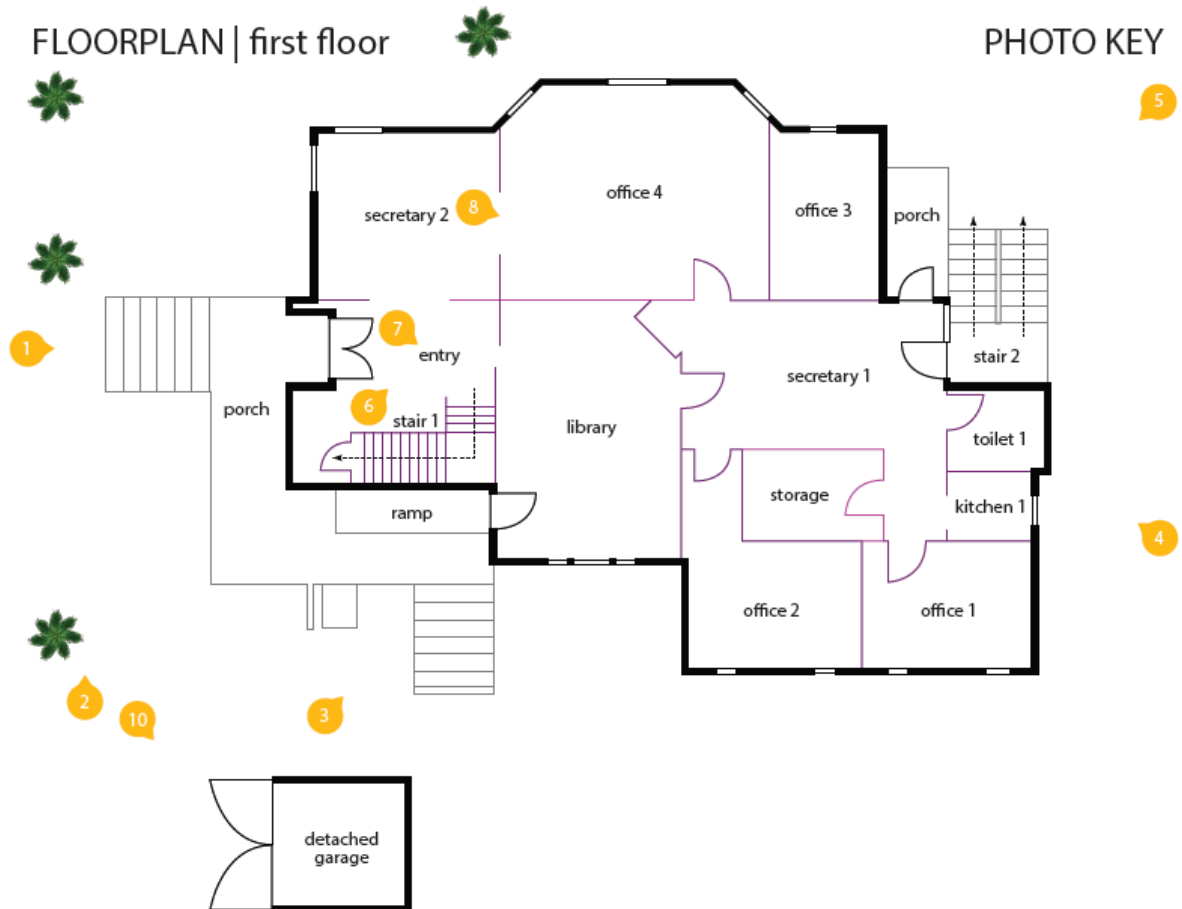 FLOORPLAN | first floor
PHOTO KEY
5
office 4
8
secretary 2
office 3
porch
7
1
entry
stair 2
secretary 1
6
porch
stair 1
library
toilet 1
storage
ramp
kitchen 1
4
office 2
office 1
2
10
3
detached
garage